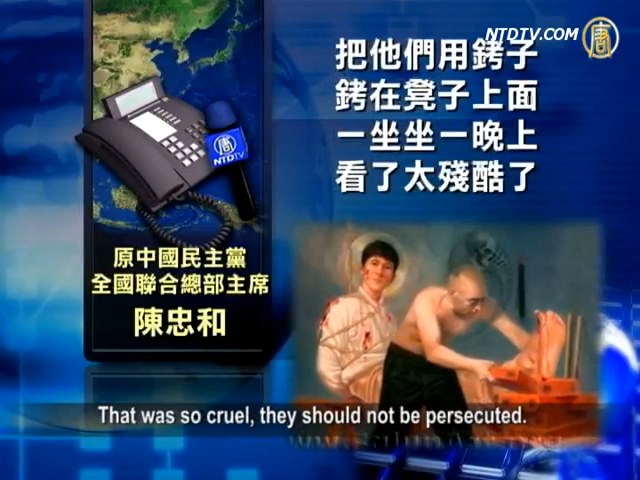 NTDTV.COM
唐
把他們用銬子
銬在凳子上面
一坐坐一晚上
看了太殘酷了
唐
NTDTV
原中國民主黨
全國聯合總部主席
陳忠和
That was so cruel, they should not be persecuted.